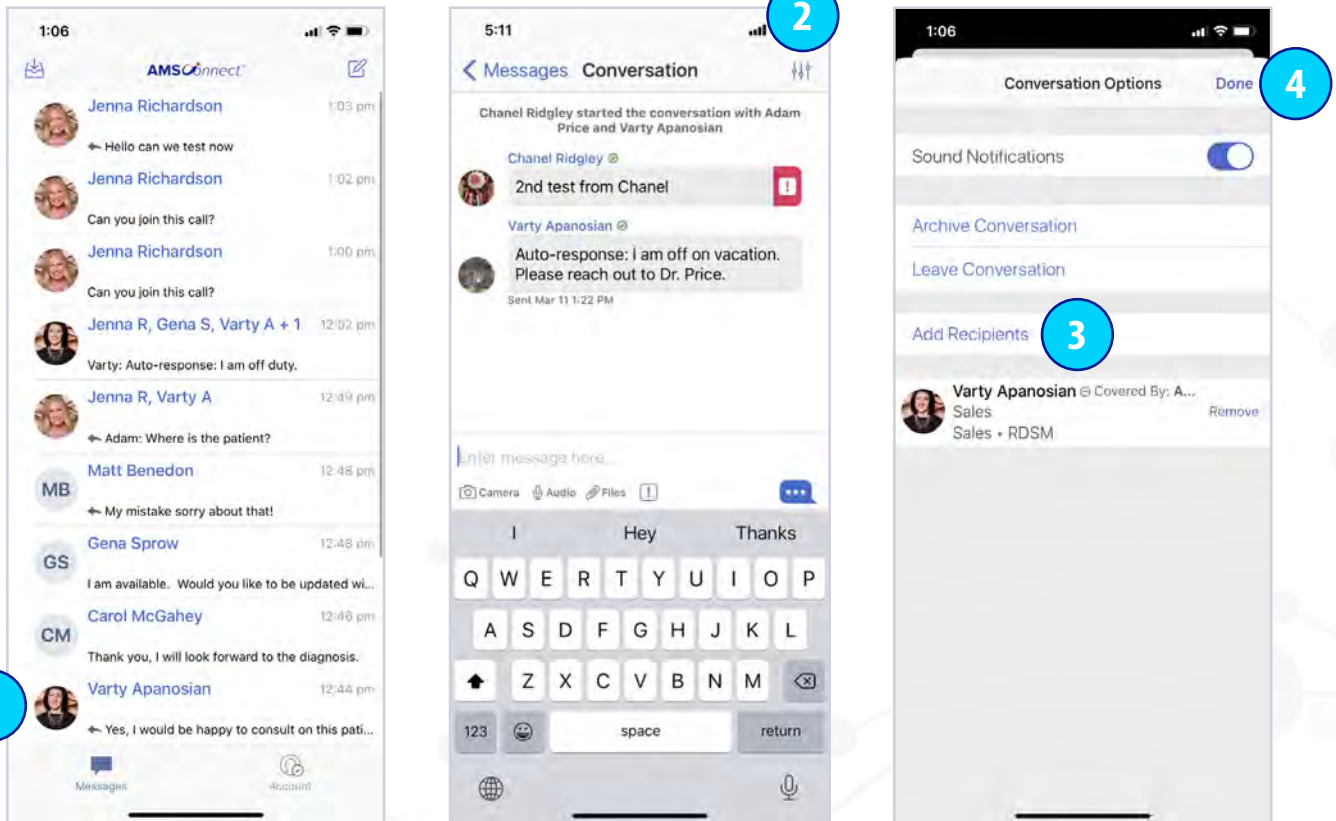 1:06
AMSConnect
Jenna Richardson 1:03 pm
Hello can we test now
Jenna Richardson 1:02 pm
Can you join this call?
Jenna Richardson 1:00 pm
Can you join this call?
Jenna R, Gena S, Varty A + 1 12:02 pm
Varty: Auto-response: I am off duty.
Jenna R, Varty A 12:49 pm
Adam: Where is the patient?
MB
Matt Benedon 12:48 pm
My mistake sorry about that!
GS
Gena Sprow 12:48 pm
I am available. Would you like to be updated wi...
CM
Carol McGahey 12:46 pm
Thank you, I will look forward to the diagnosis.
Varty Apanosian 12:44 pm
Yes, I would be happy to consult on this pati...
Messages Account
2
5:11
Messages Conversation
Chanel Ridgley started the conversation with Adam
Price and Varty Apanosian
Chanel Ridgley
2nd test from Chanel !
Varty Apanosian
Auto-response: I am off on vacation.
Please reach out to Dr. Price.
Sent Mar 11 1:22 PM
Enter message here...
Camera Audio Files !
I Hey Thanks
Q W E R T Y U I O P
A S D F G H J K L
Z X C V B N M
123 space return
1:06
Conversation Options Done
4
Sound Notifications
Archive Conversation
Leave Conversation
Add Recipients
3
Varty Apanosian Covered By: A...
Sales Remove
Sales • RDSM